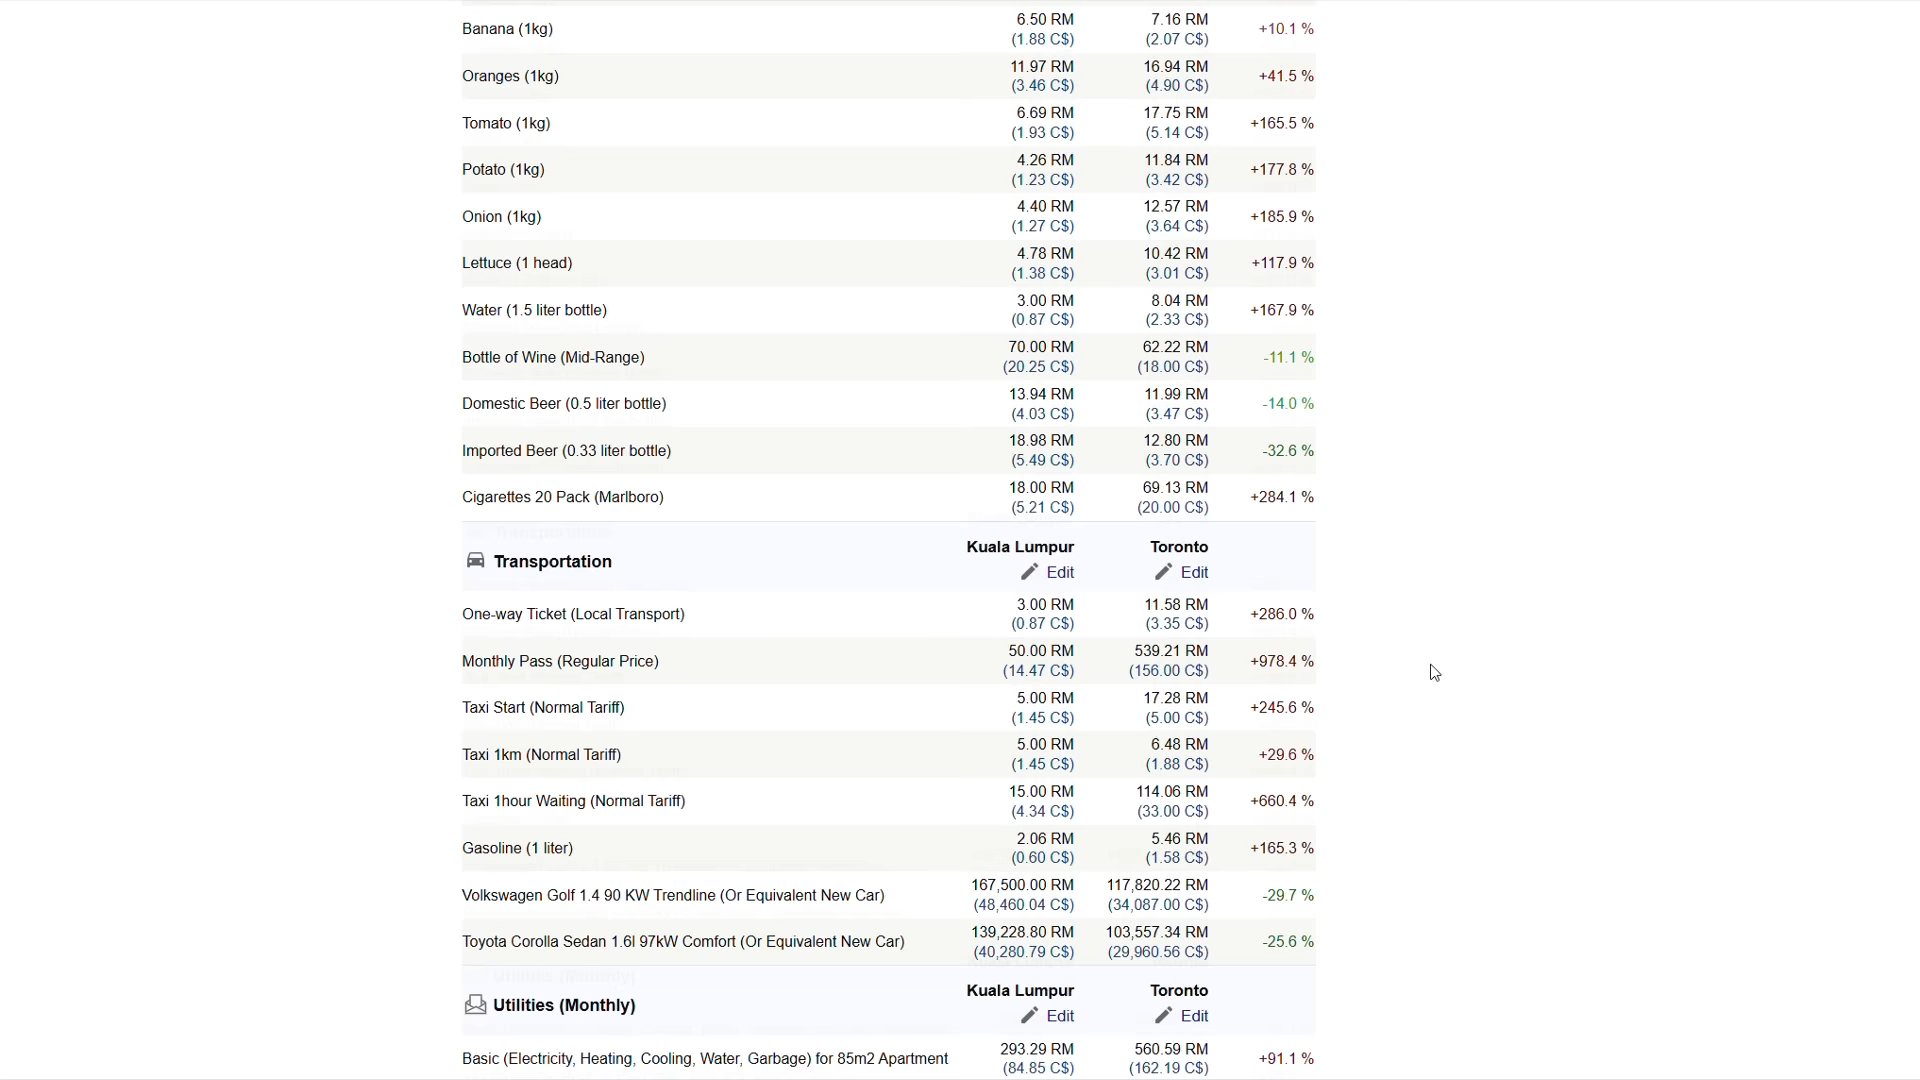 Banana (1kg) 6.50 RM 7.16 RM +10.1 %
(1.88 C$) (2.07 C$)
Oranges (1kg) 11.97 RM 16.94 RM +41.5 %
(3.46 C$) (4.90 C$)
Tomato (1kg) 6.69 RM 17.75 RM +165.5 %
(1.93 C$) (5.14 C$)
Potato (1kg) 4.26 RM 11.84 RM +177.8 %
(1.23 C$) (3.42 C$)
Onion (1kg) 4.40 RM 12.57 RM +185.9 %
(1.27 C$) (3.64 C$)
Lettuce (1 head) 4.78 RM 10.42 RM +117.9 %
(1.38 C$) (3.01 C$)
Water (1.5 liter bottle) 3.00 RM 8.04 RM +167.9 %
(0.87 C$) (2.33 C$)
Bottle of Wine (Mid-Range) 70.00 RM 62.22 RM -11.1 %
(20.25 C$) (18.00 C$)
Domestic Beer (0.5 liter bottle) 13.94 RM 11.99 RM -14.0 %
(4.03 C$) (3.47 C$)
Imported Beer (0.33 liter bottle) 18.98 RM 12.80 RM -32.6 %
(5.49 C$) (3.70 C$)
Cigarettes 20 Pack (Marlboro) 18.00 RM 69.13 RM +284.1 %
(5.21 C$) (20.00 C$)
Transportation Kuala Lumpur Toronto
Edit Edit
One-way Ticket (Local Transport) 3.00 RM 11.58 RM +286.0 %
(0.87 C$) (3.35 C$)
Monthly Pass (Regular Price) 50.00 RM 539.21 RM +978.4 %
(14.47 C$) (156.00 C$)
Taxi Start (Normal Tariff) 5.00 RM 17.28 RM +245.6 %
(1.45 C$) (5.00 C$)
Taxi 1km (Normal Tariff) 5.00 RM 6.48 RM +29.6 %
(1.45 C$) (1.88 C$)
Taxi 1hour Waiting (Normal Tariff) 15.00 RM 114.06 RM +660.4 %
(4.34 C$) (33.00 C$)
Gasoline (1 liter) 2.06 RM 5.46 RM +165.3 %
(0.60 C$) (1.58 C$)
Volkswagen Golf 1.4 90 KW Trendline (Or Equivalent New Car) 167,500.00 RM 117,820.22 RM -29.7 %
(48,460.04 C$) (34,087.00 C$)
Toyota Corolla Sedan 1.6l 97kW Comfort (Or Equivalent New Car) 139,228.80 RM 103,557.34 RM -25.6 %
(40,280.79 C$) (29,960.56 C$)
Utilities (Monthly) Kuala Lumpur Toronto
Edit Edit
Basic (Electricity, Heating, Cooling, Water, Garbage) for 85m2 Apartment 293.29 RM 560.59 RM +91.1 %
(84.85 C$) (162.19 C$)